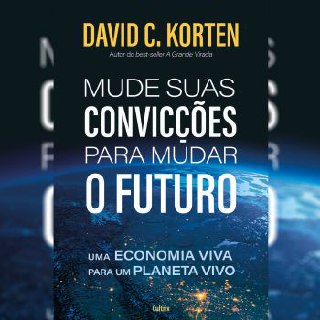 DAVID C. KORTEN
Autor do best-seller A Grande Virada
MUDE SUAS
CONVICÇÕES
PARA MUDAR
O FUTURO
UMA ECONOMIA VIVA
PARA UM PLANETA VIVO
Cultrix